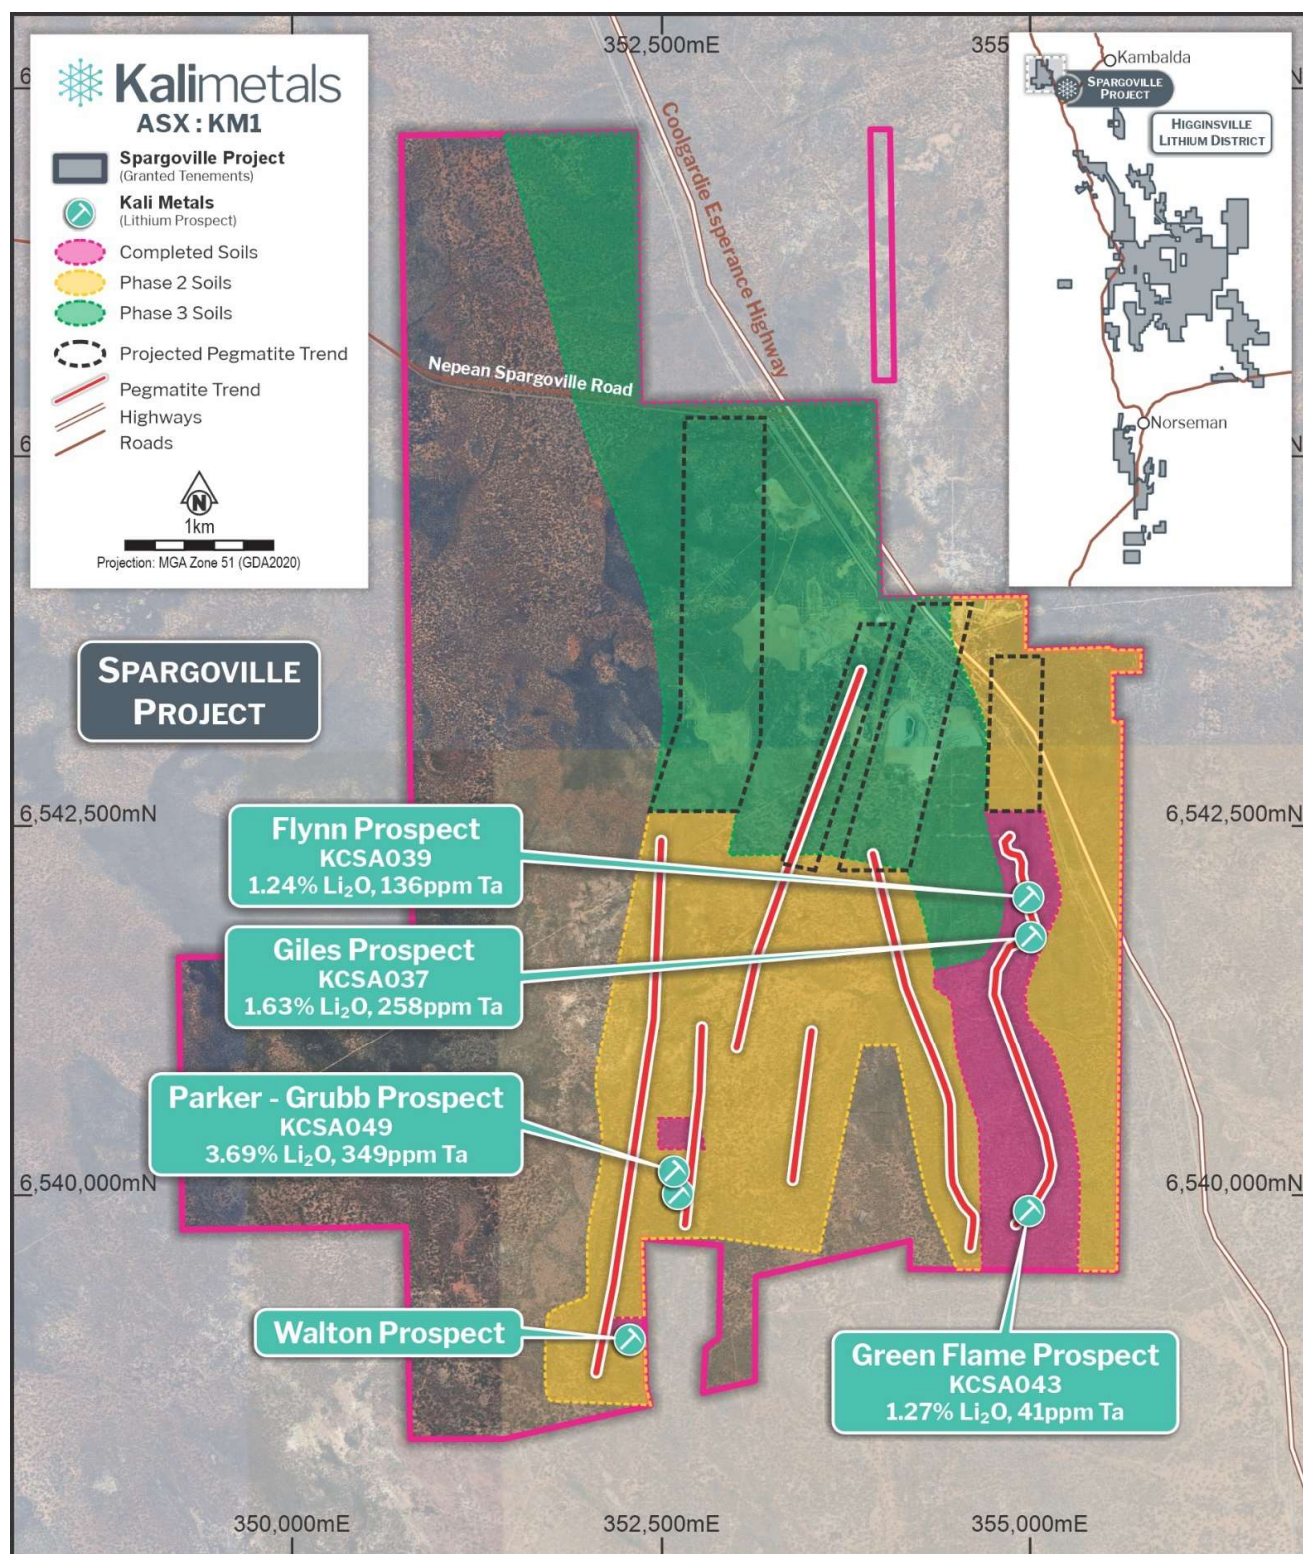 352,500mE
355
Kalimetals
ASX : KM1
Spargoville Project
(Granted Tenements)
Kali Metals
(Lithium Prospect)
Completed Soils
Phase 2 Soils
Phase 3 Soils
Projected Pegmatite Trend
Pegmatite Trend
Highways
Roads
N
1km
Projection: MGA Zone 51 (GDA2020)
Kambalda
SPARGOVILLE
PROJECT
HIGGINSVILLE
LITHIUM DISTRICT
Norseman
Coolgardie Esperance Highway
Nepean Spargoville Road
SPARGOVILLE
PROJECT
6,542,500mN
6,542,500mN
Flynn Prospect
KCSA039
1.24% Li₂O, 136ppm Ta
Giles Prospect
KCSA037
1.63% Li₂O, 258ppm Ta
Parker - Grubb Prospect
KCSA049
3.69% Li₂O, 349ppm Ta
6,540,000mN
6,540,000mN
Walton Prospect
Green Flame Prospect
KCSA043
1.27% Li₂O, 41ppm Ta
350,000mE
352,500mE
355,000mE